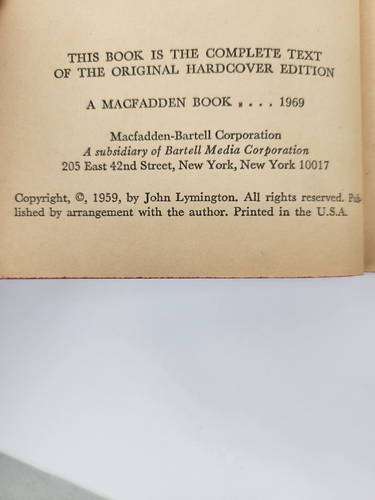 THIS BOOK IS THE COMPLETE TEXT
OF THE ORIGINAL HARDCOVER EDITION
A MACFADDEN BOOK . . . . 1969
Macfadden-Bartell Corporation
A subsidiary of Bartell Media Corporation
205 East 42nd Street, New York, New York 10017
Copyright, ©, 1959, by John Lymington. All rights reserved. Pub-
lished by arrangement with the author. Printed in the U.S.A.